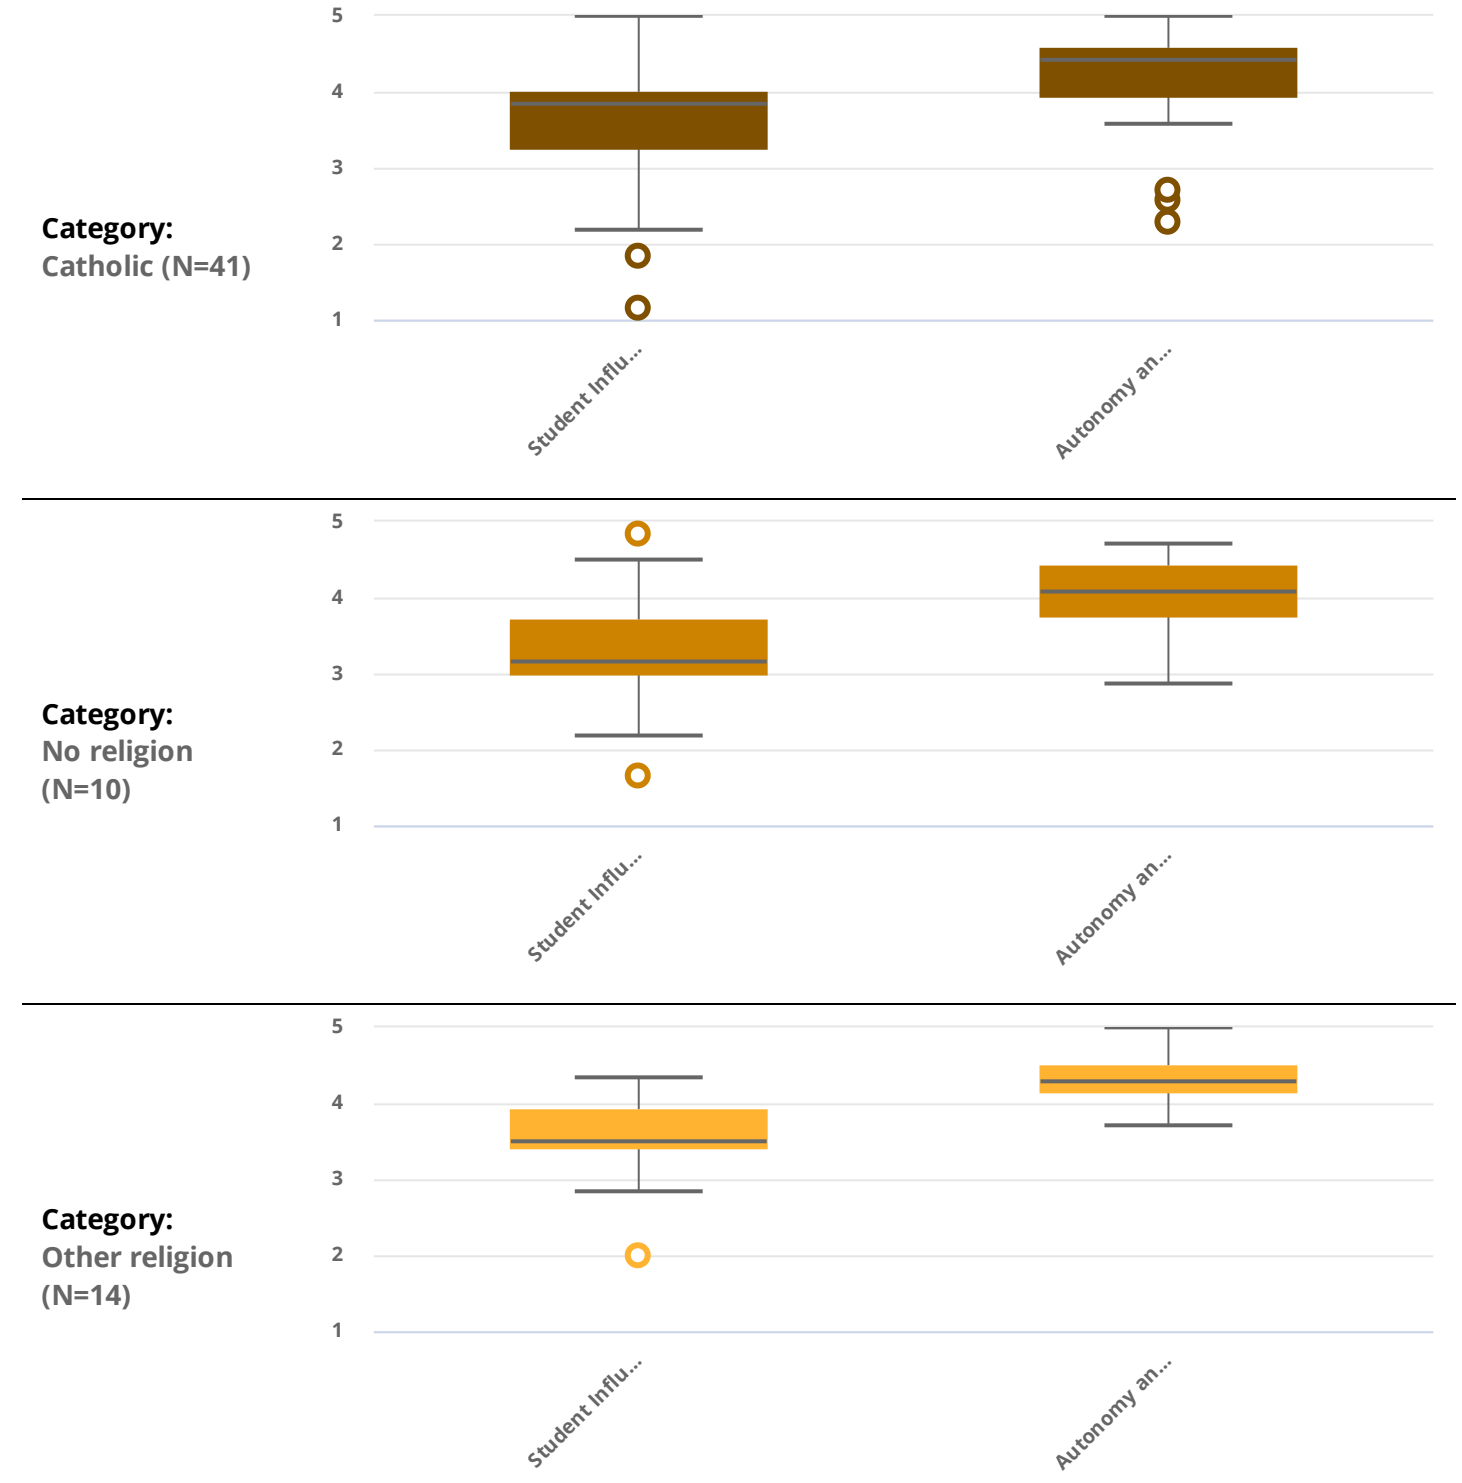 5
4
3
2
1
Category:
Catholic (N=41)
Student Influ...
Autonomy an...
5
4
3
2
1
Category:
No religion
(N=10)
Student Influ...
Autonomy an...
5
4
3
2
1
Category:
Other religion
(N=14)
Student Influ...
Autonomy an...